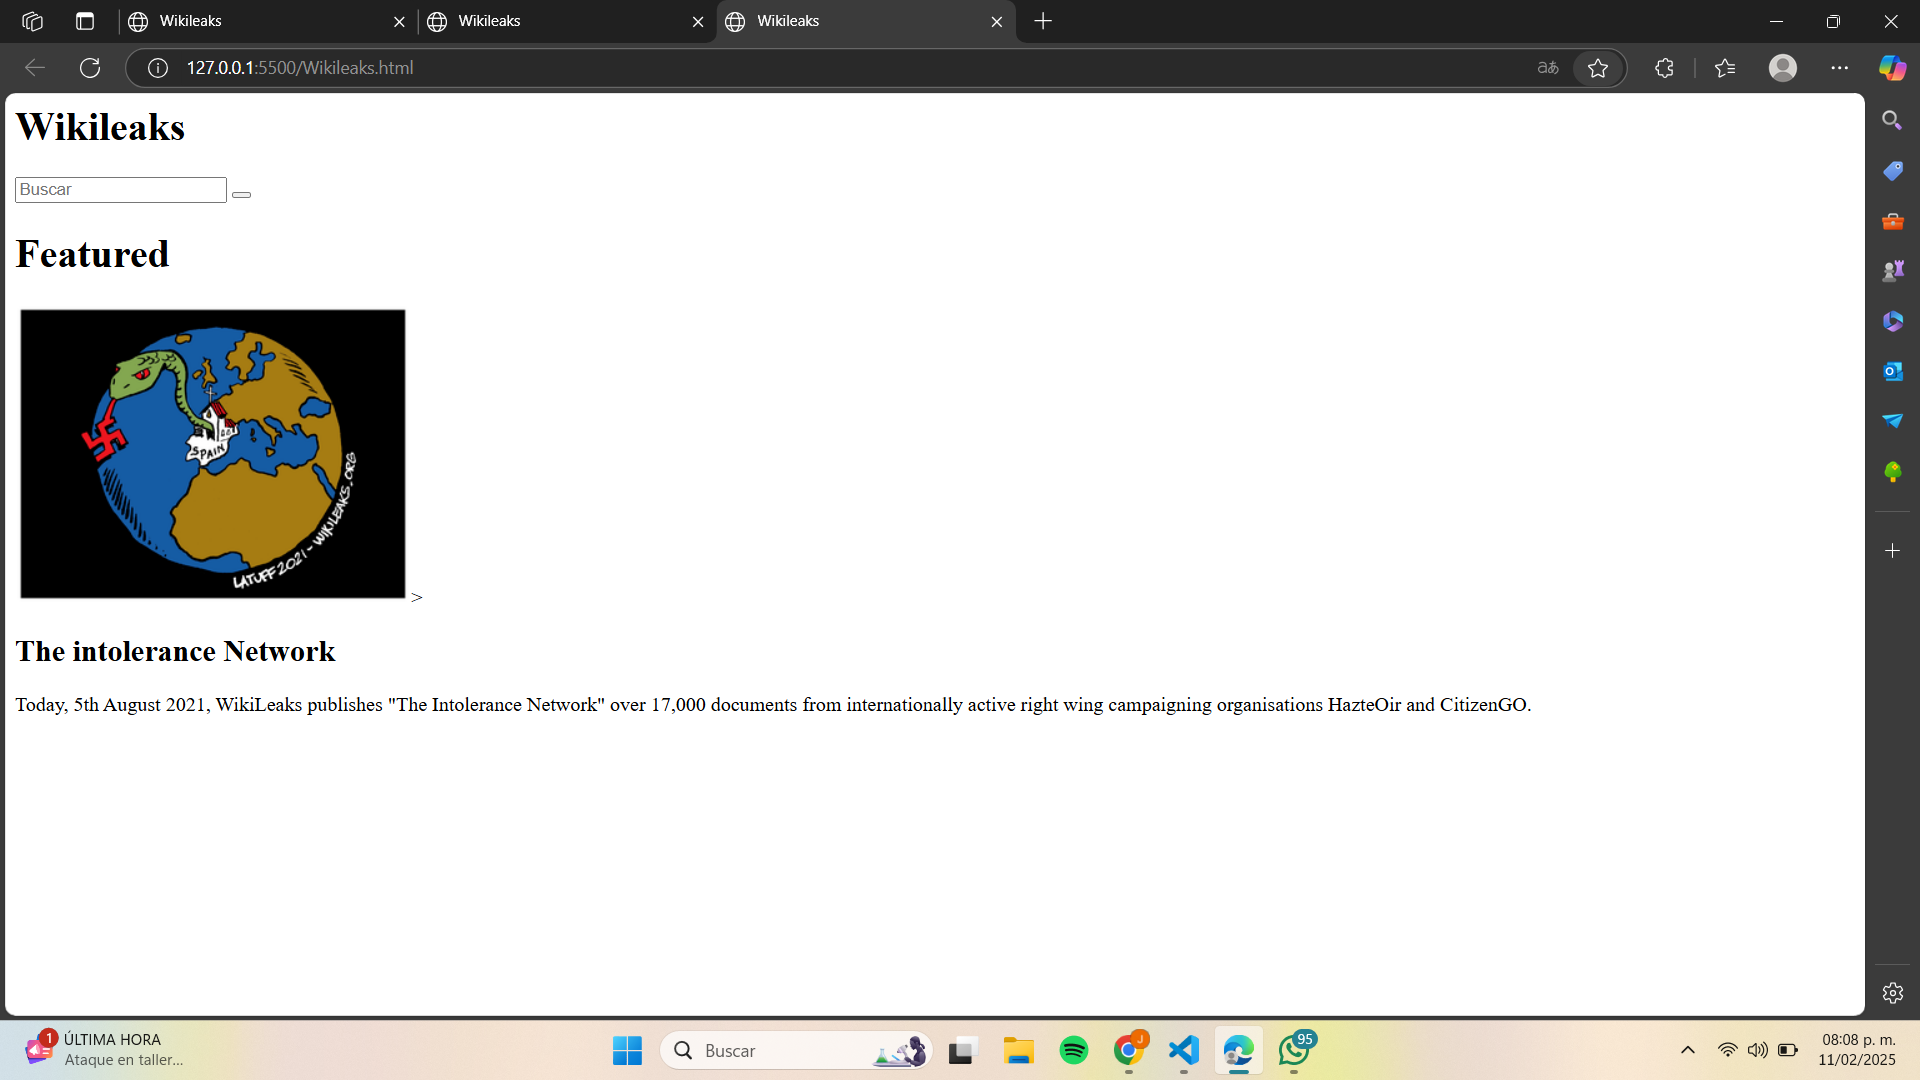 Wikileaks
Wikileaks
Wikileaks
127.0.0.1:5500/Wikileaks.html
aあ
Wikileaks
Buscar
Featured
SPAIN
LATUFF 2021 - WIKILEAKS.ORG
>
The intolerance Network
Today, 5th August 2021, WikiLeaks publishes "The Intolerance Network" over 17,000 documents from internationally active right wing campaigning organisations HazteOir and CitizenGO.
1
ÚLTIMA HORA
Ataque en taller...
Buscar
J
95
08:08 p. m.
11/02/2025